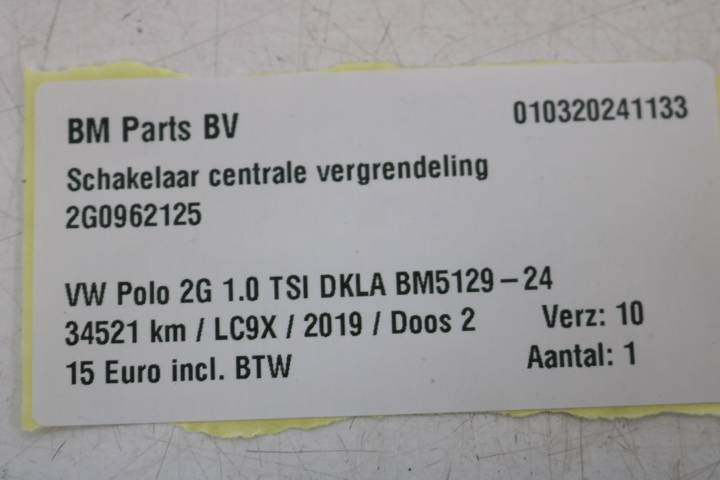 BM Parts BV 010320241133
Schakelaar centrale vergrendeling
2G0962125
VW Polo 2G 1.0 TSI DKLA BM5129-24
34521 km / LC9X / 2019 / Doos 2 Verz: 10
15 Euro incl. BTW Aantal: 1